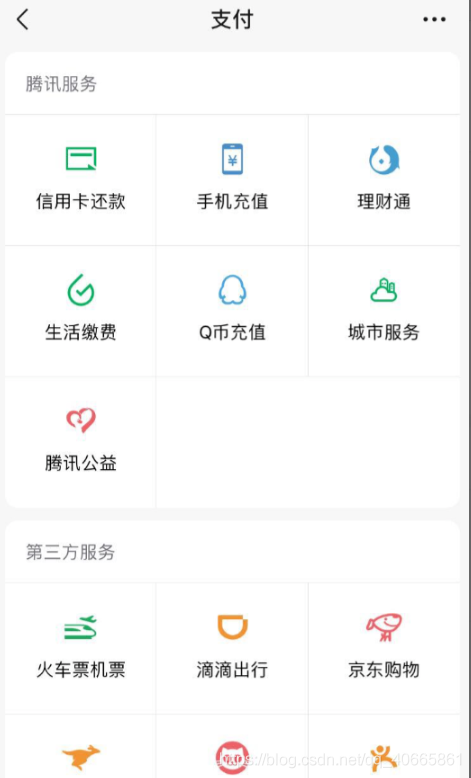 支付
腾讯服务
信用卡还款 手机充值 理财通
生活缴费 Q币充值 城市服务
腾讯公益
第三方服务
火车票机票 滴滴出行 京东购物
https://blog.csdn.net/qq_40665861